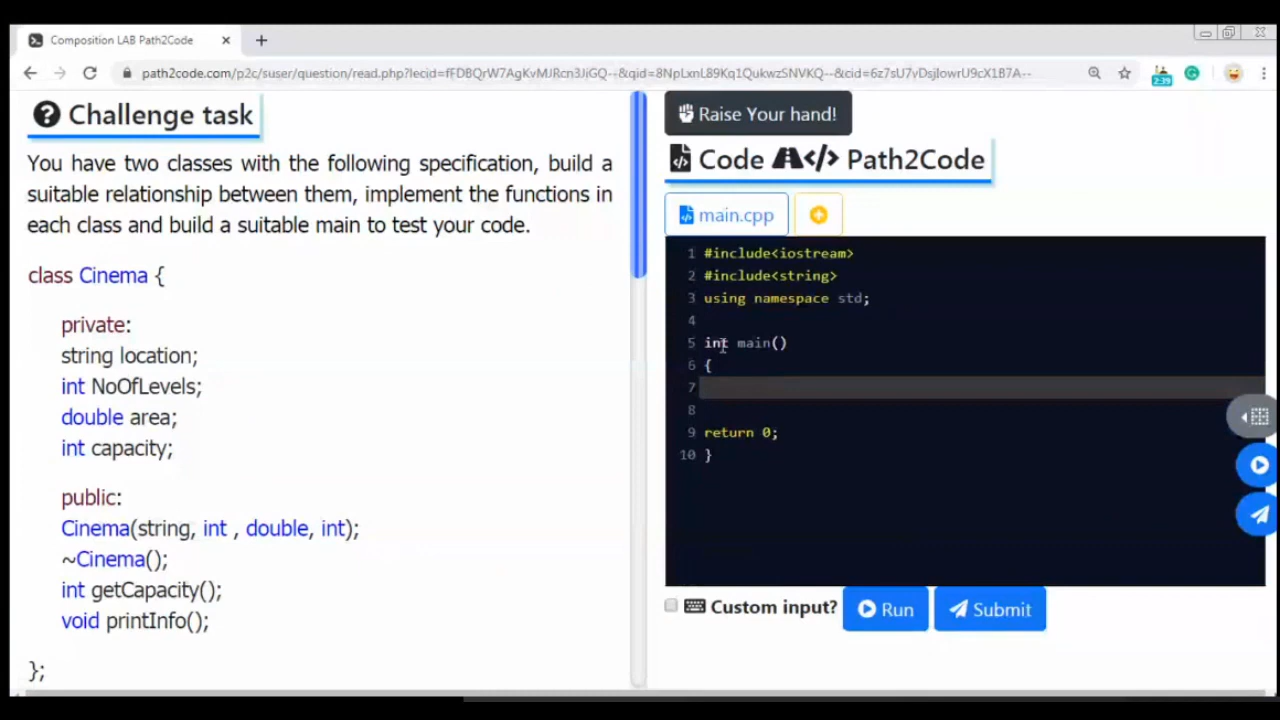 Composition LAB Path2Code
path2code.com/p2c/suser/question/read.php?lecid=fFDBQrW7AgKvMJRcn3JiGQ--&qid=8NpLxnL89Kq1QukwzSNVKQ--&cid=6z7sU7vDsjlowrU9cX1B7A--
2:39
Challenge task
You have two classes with the following specification, build a
suitable relationship between them, implement the functions in
each class and build a suitable main to test your code.
class Cinema {
private:
string location;
int NoOfLevels;
double area;
int capacity;
public:
Cinema(string, int , double, int);
~Cinema();
int getCapacity();
void printInfo();
};
Raise Your hand!
Code Path2Code
main.cpp
1 #include<iostream>
2 #include<string>
3 using namespace std;
4
5 int main()
6 {
7
8
9 return 0;
10 }
Custom input? Run Submit